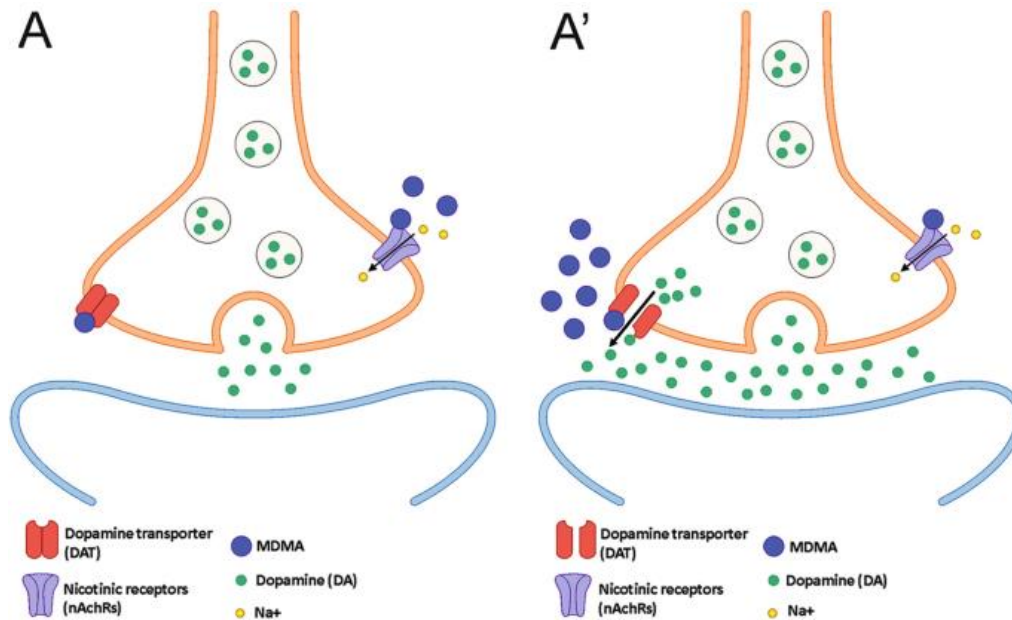 A
A'
Dopamine transporter
(DAT)
MDMA
Nicotinic receptors
(nAchRs)
Dopamine (DA)
Na+
Dopamine transporter
(DAT)
MDMA
Nicotinic receptors
(nAchRs)
Dopamine (DA)
Na+